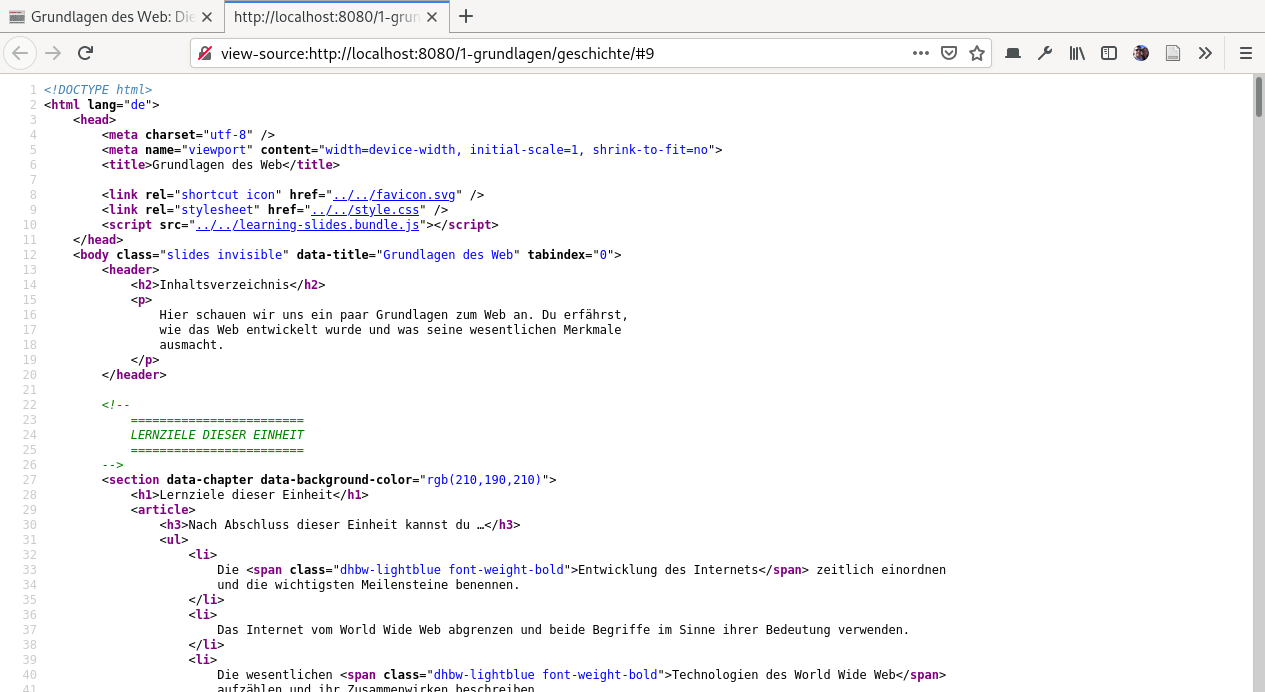 Grundlagen des Web: Die
http://localhost:8080/1-grun
view-source:http://localhost:8080/1-grundlagen/geschichte/#9
1 <!DOCTYPE html>
2 <html lang="de">
3 <head>
4 <meta charset="utf-8" />
5 <meta name="viewport" content="width=device-width, initial-scale=1, shrink-to-fit=no">
6 <title>Grundlagen des Web</title>
7
8 <link rel="shortcut icon" href="../../favicon.svg" />
9 <link rel="stylesheet" href="../../style.css" />
10 <script src="../../learning-slides.bundle.js"></script>
11 </head>
12 <body class="slides invisible" data-title="Grundlagen des Web" tabindex="0">
13 <header>
14 <h2>Inhaltsverzeichnis</h2>
15 <p>
16 Hier schauen wir uns ein paar Grundlagen zum Web an. Du erfährst,
17 wie das Web entwickelt wurde und was seine wesentlichen Merkmale
18 ausmacht.
19 </p>
20 </header>
21
22 <!--
23 ========================
24 LERNZIELE DIESER EINHEIT
25 ========================
26 -->
27 <section data-chapter data-background-color="rgb(210,190,210)">
28 <h1>Lernziele dieser Einheit</h1>
29 <article>
30 <h3>Nach Abschluss dieser Einheit kannst du …</h3>
31 <ul>
32 <li>
33 Die <span class="dhbw-lightblue font-weight-bold">Entwicklung des Internets</span> zeitlich einordnen
34 und die wichtigsten Meilensteine benennen.
35 </li>
36 <li>
37 Das Internet vom World Wide Web abgrenzen und beide Begriffe im Sinne ihrer Bedeutung verwenden.
38 </li>
39 <li>
40 Die wesentlichen <span class="dhbw-lightblue font-weight-bold">Technologien des World Wide Web</span>
41 aufzählen und ihr Zusammenwirken beschreiben